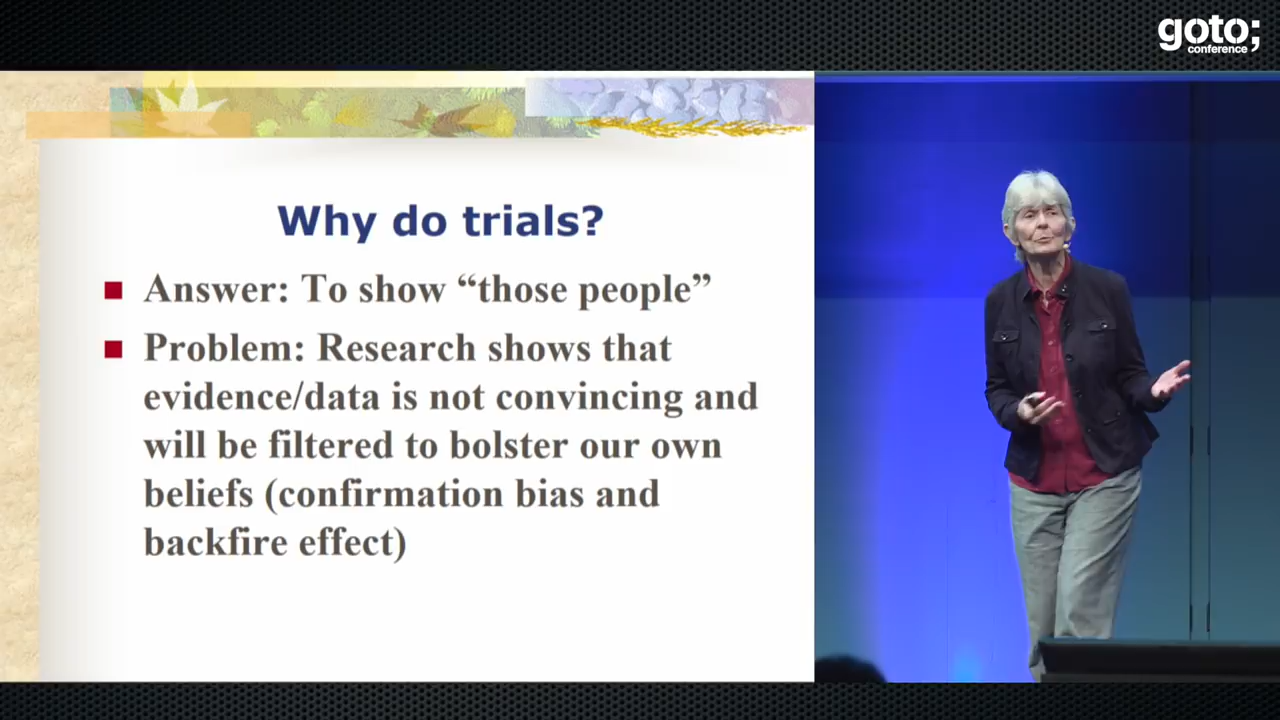 goto;
conference
Why do trials?
Answer: To show “those people”
Problem: Research shows that
evidence/data is not convincing and
will be filtered to bolster our own
beliefs (confirmation bias and
backfire effect)